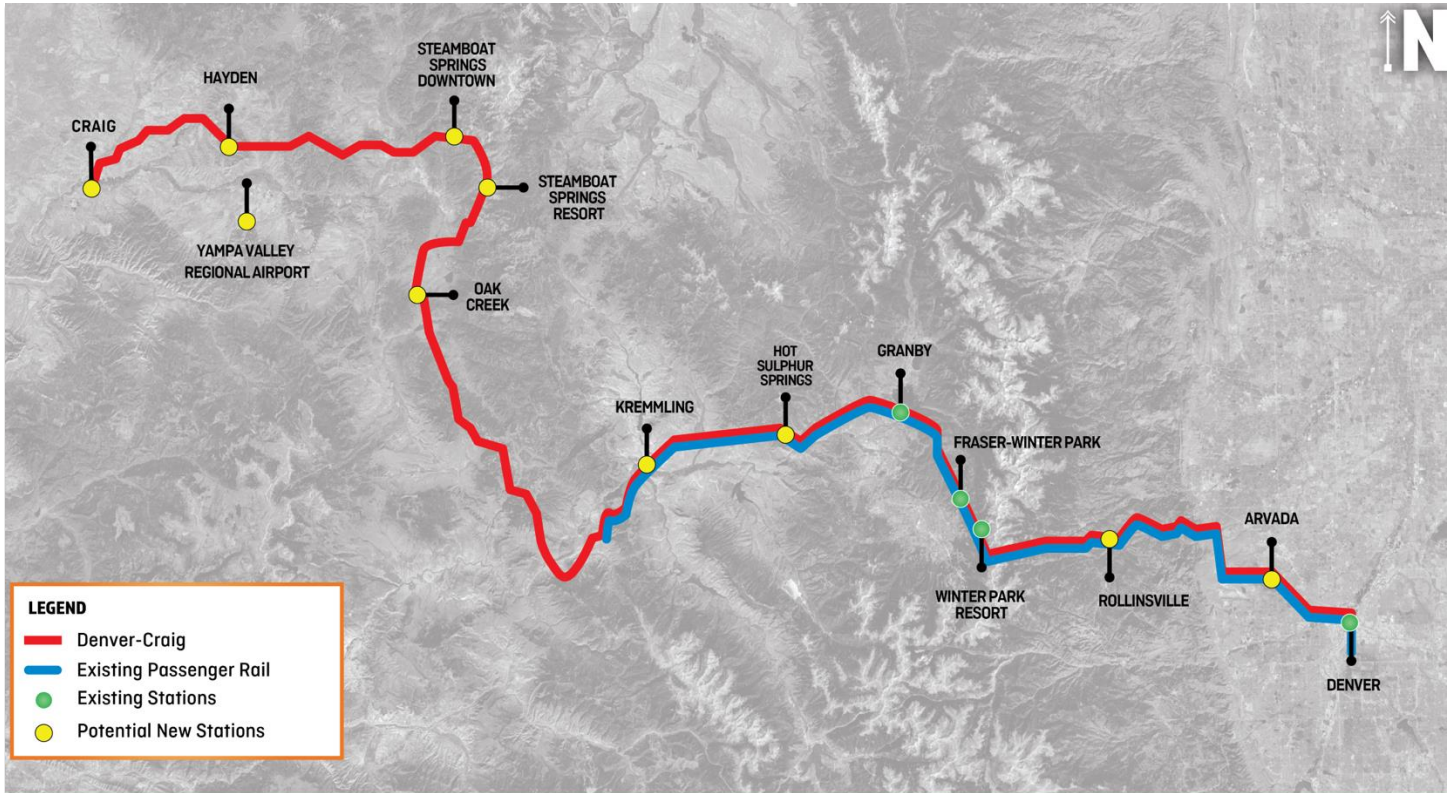 N
STEAMBOAT
SPRINGS
DOWNTOWN
HAYDEN
CRAIG
STEAMBOAT
SPRINGS
RESORT
YAMPA VALLEY
REGIONAL AIRPORT
OAK
CREEK
HOT
SULPHUR
SPRINGS
GRANBY
KREMMLING
FRASER-WINTER PARK
ARVADA
WINTER PARK
RESORT
ROLLINSVILLE
DENVER
LEGEND
Denver-Craig
Existing Passenger Rail
Existing Stations
Potential New Stations